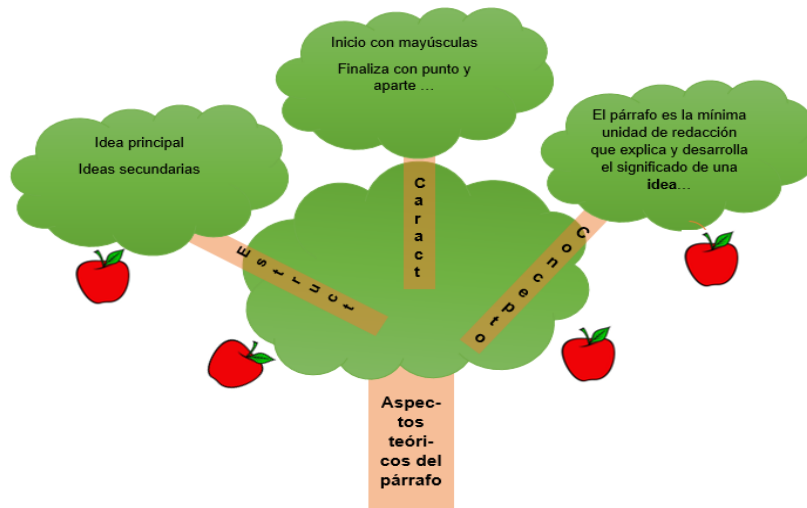 Inicio con mayúsculas
Finaliza con punto y
aparte …
Idea principal
Ideas secundarias
El párrafo es la mínima
unidad de redacción
que explica y desarrolla
el significado de una
idea…
Caract
Estruct
Concepto
Aspec-
tos
teóri-
cos del
párrafo